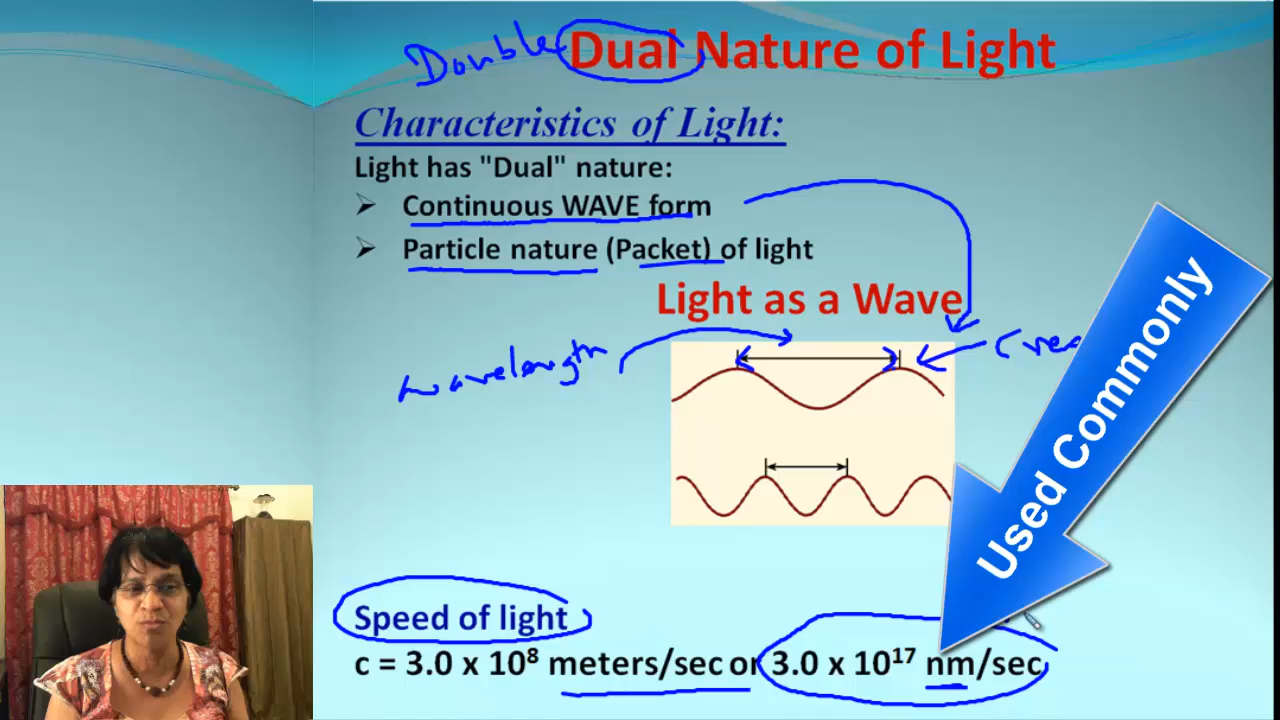 Double Dual Nature of Light
Characteristics of Light:
Light has "Dual" nature:
➢ Continuous WAVE form
➢ Particle nature (Packet) of light
Light as a Wave
wavelength
Used Commonly
Speed of light
c = 3.0 x 10⁸ meters/sec or 3.0 x 10¹⁷ nm/sec